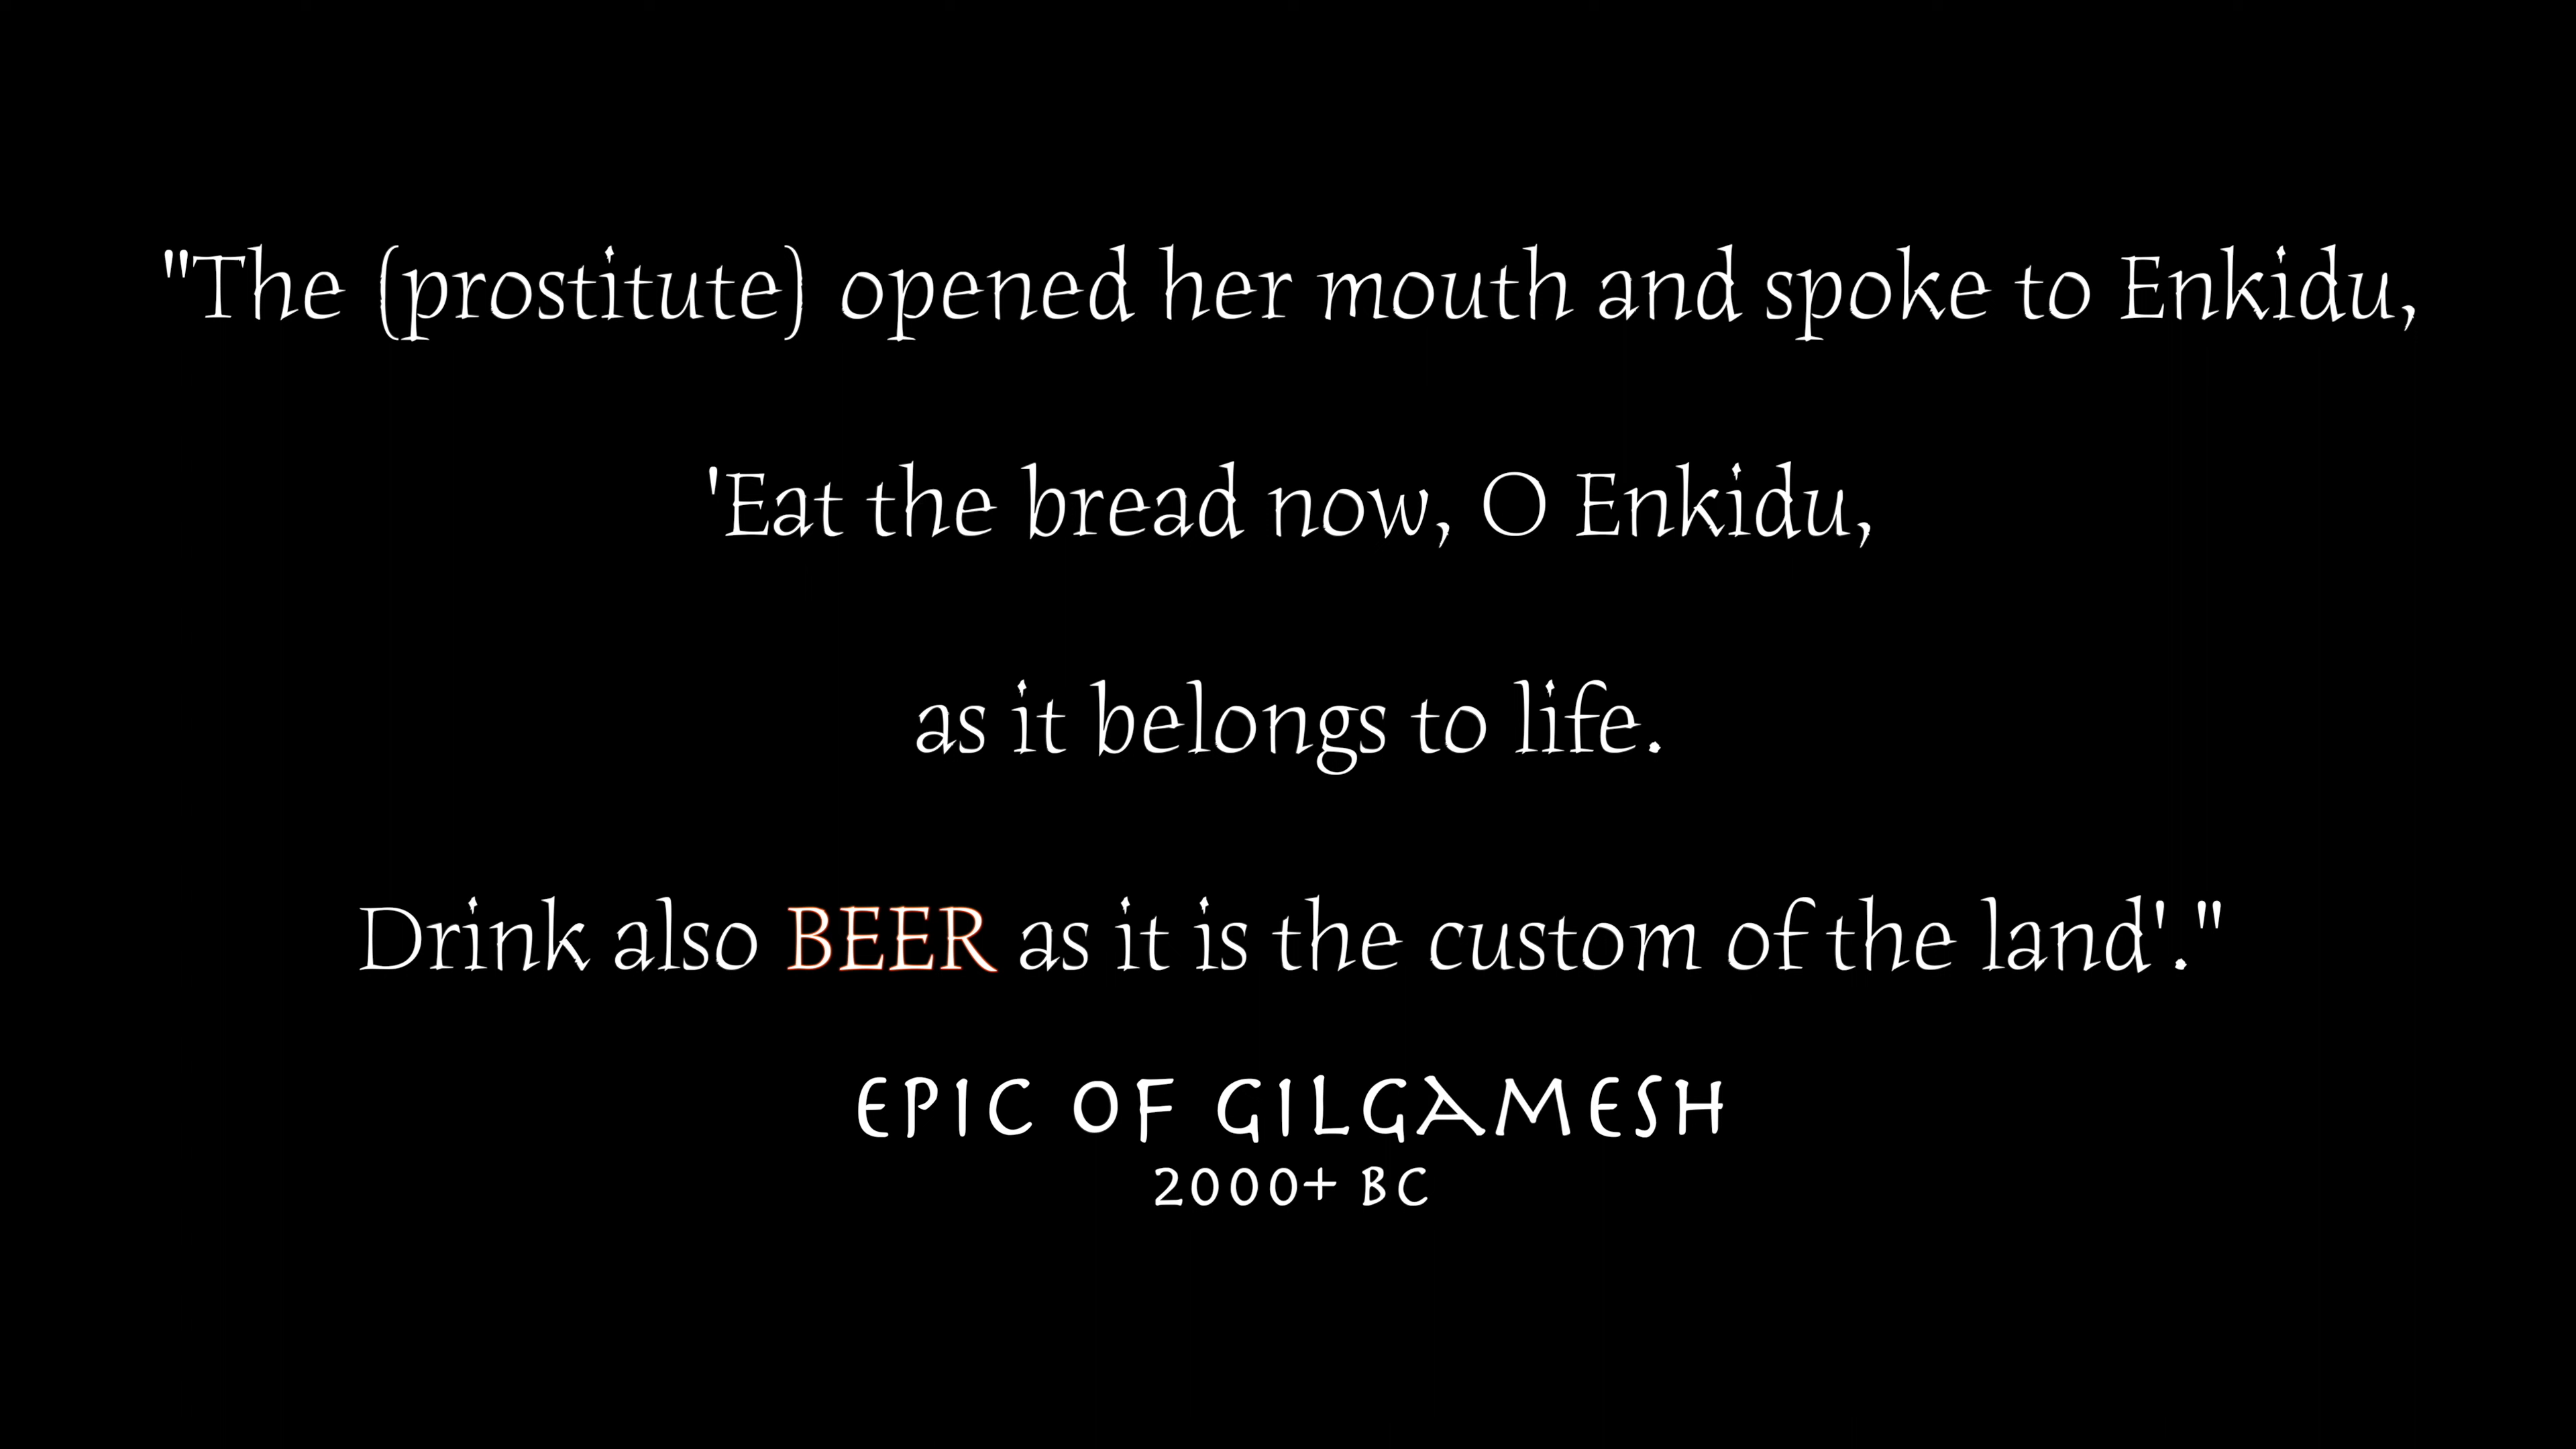 "The (prostitute) opened her mouth and spoke to Enkidu,
'Eat the bread now, O Enkidu,
as it belongs to life.
Drink also BEER as it is the custom of the land'."
EPIC OF GILGAMESH
2000+ BC